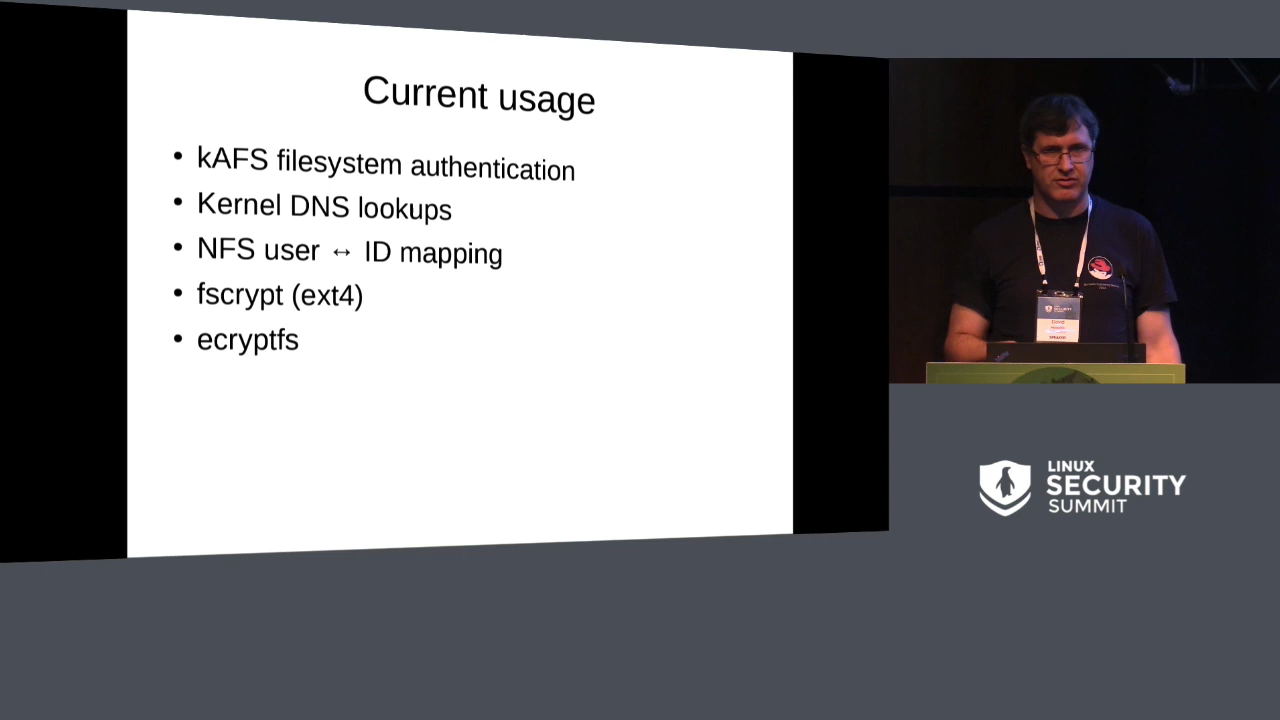 Current usage
• kAFS filesystem authentication
• Kernel DNS lookups
• NFS user ↔ ID mapping
• fscrypt (ext4)
• ecryptfs
LINUX
SECURITY
SUMMIT